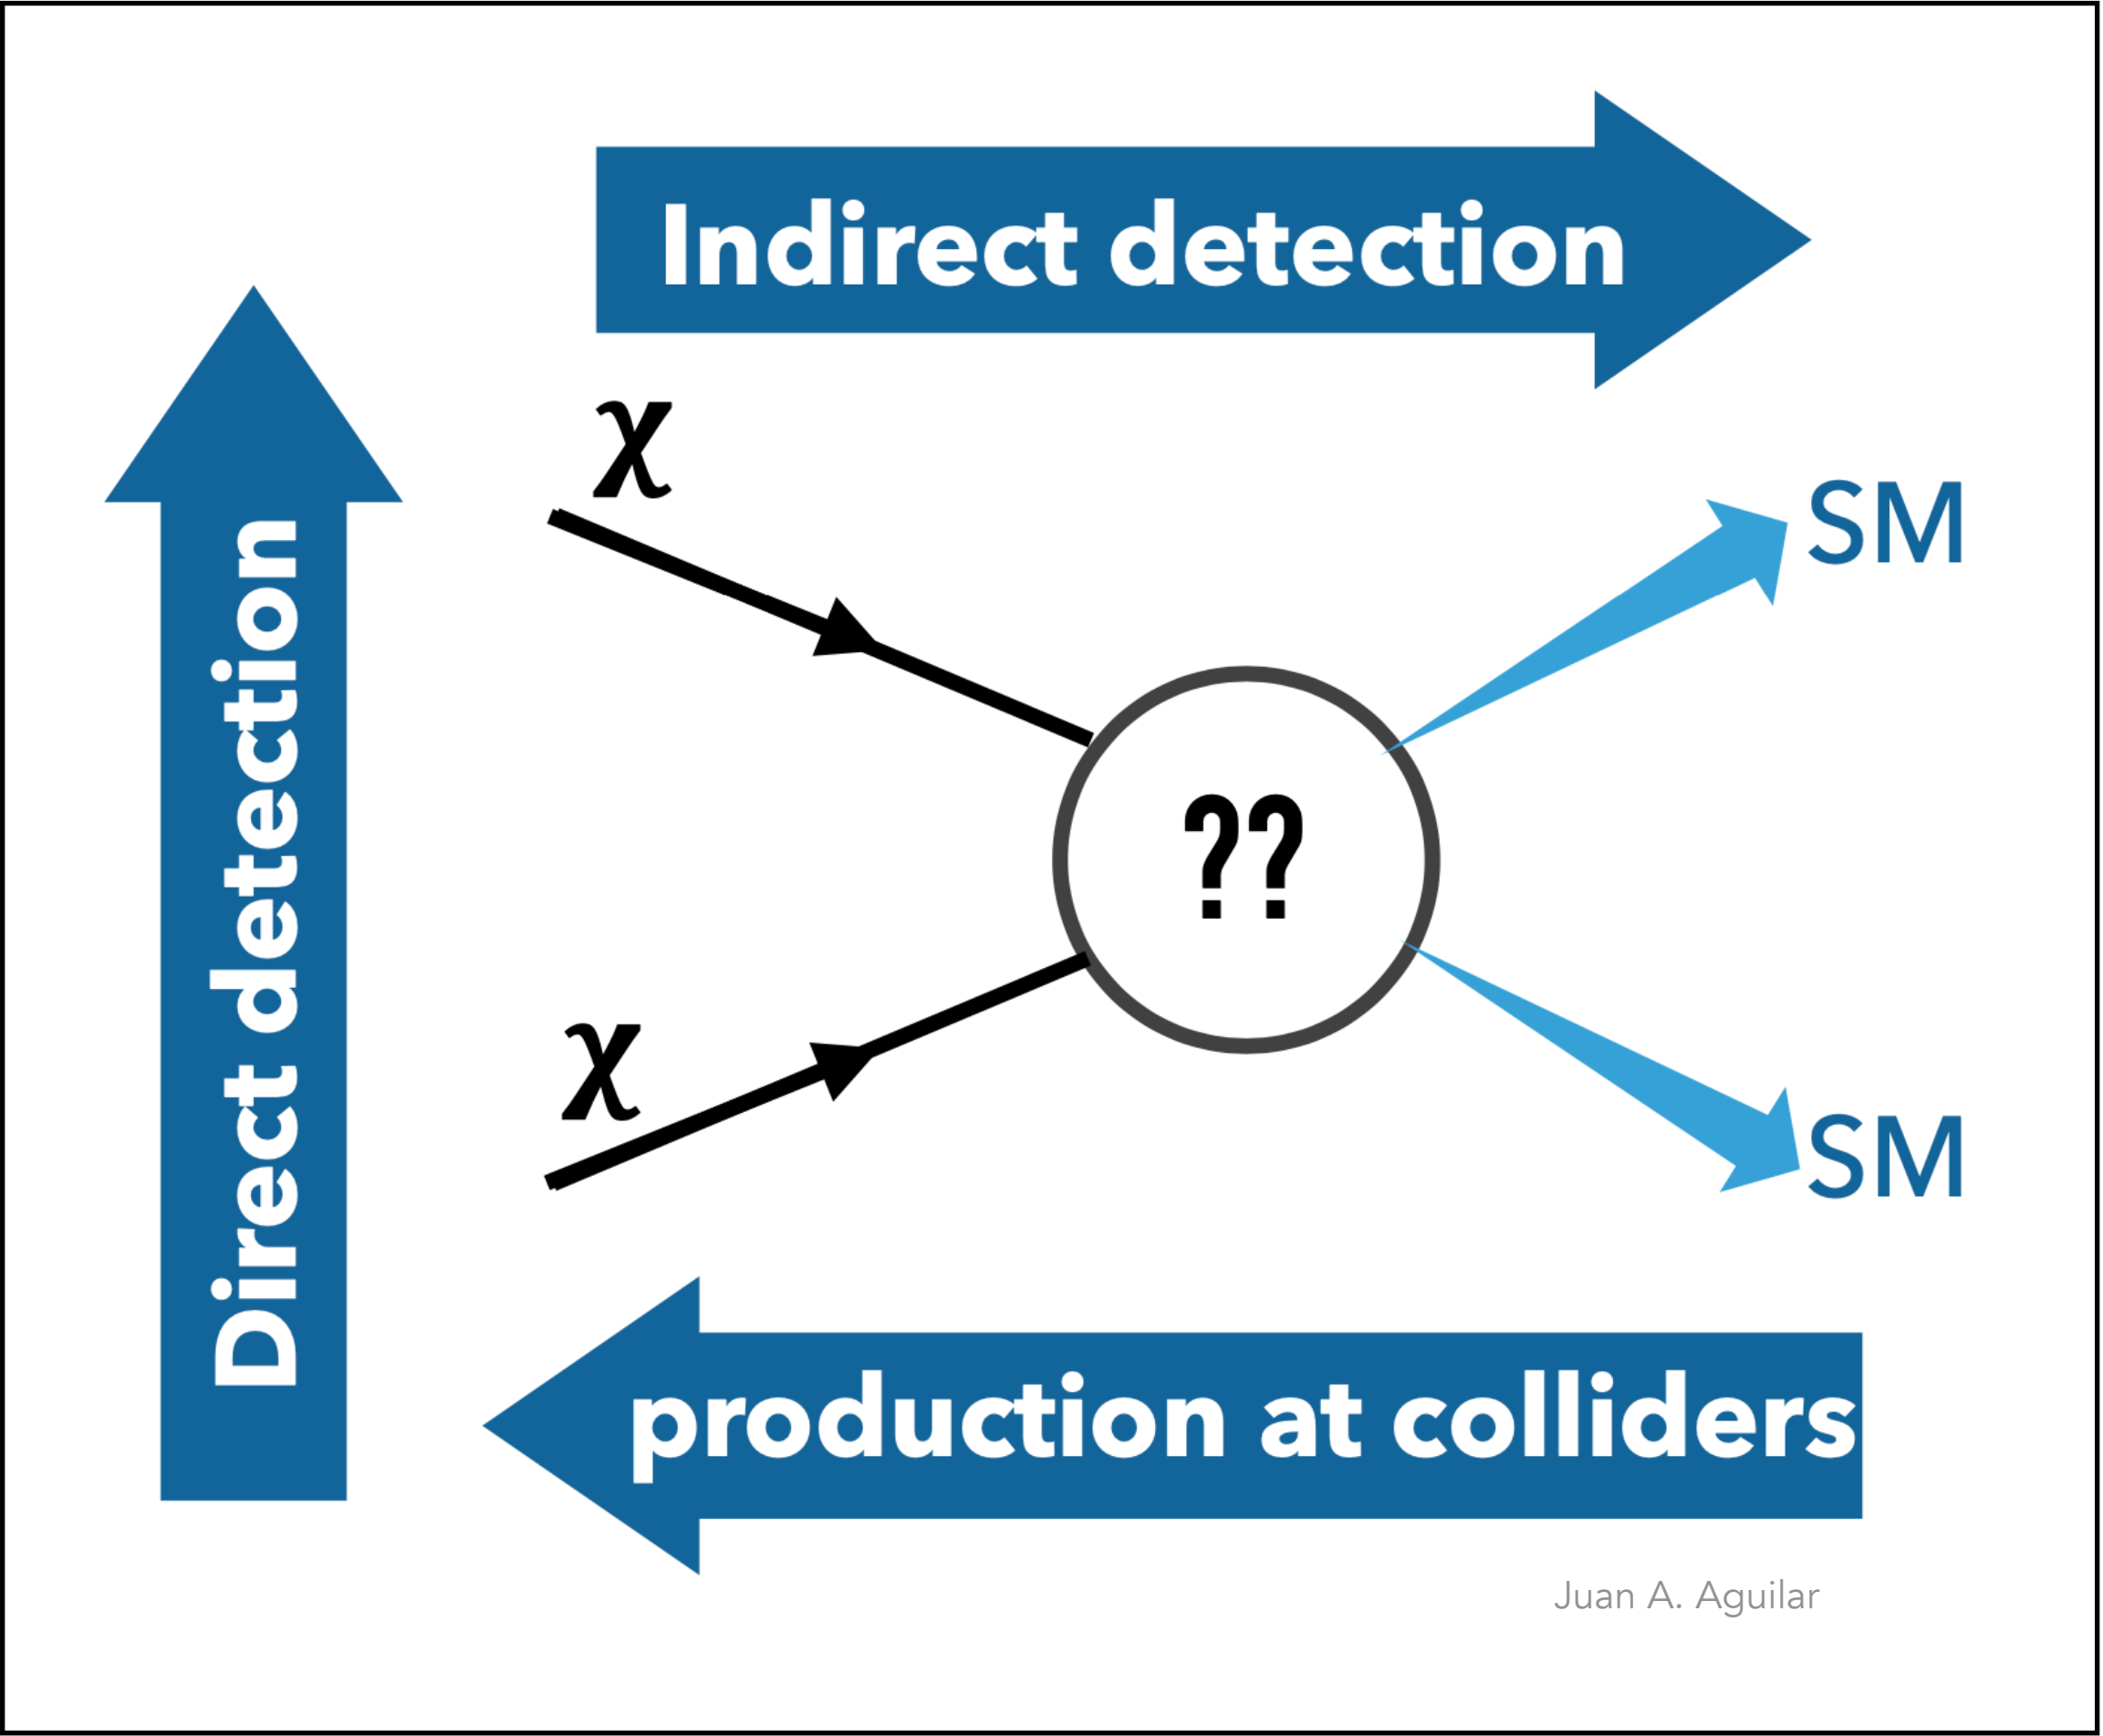 Indirect detection
Direct detection
χ
SM
??
χ
SM
production at colliders
Juan A. Aguilar